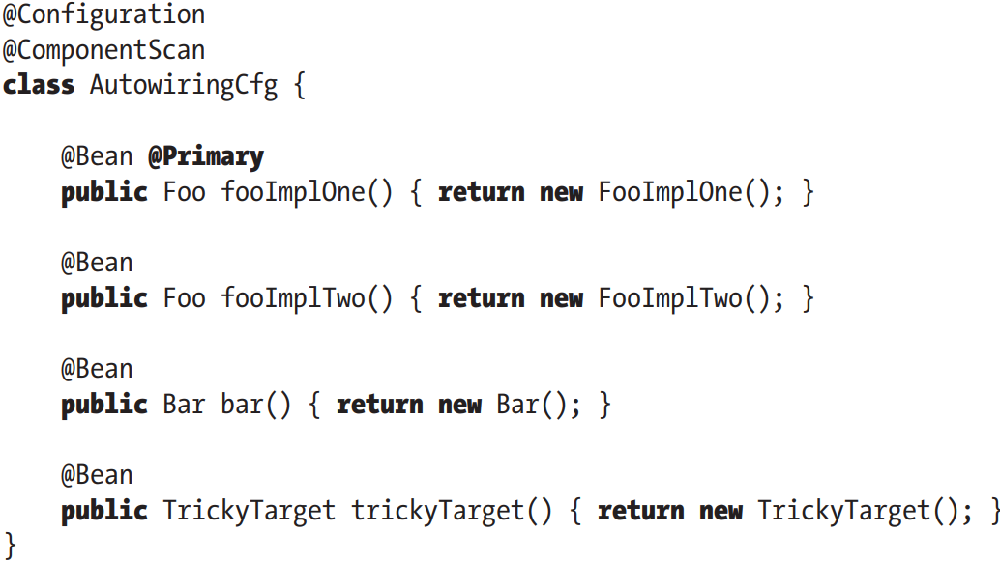 @Configuration
@ComponentScan
class AutowiringCfg {
@Bean @Primary
public Foo fooImplOne() { return new FooImplOne(); }
@Bean
public Foo fooImplTwo() { return new FooImplTwo(); }
@Bean
public Bar bar() { return new Bar(); }
@Bean
public TrickyTarget trickyTarget() { return new TrickyTarget(); }
}